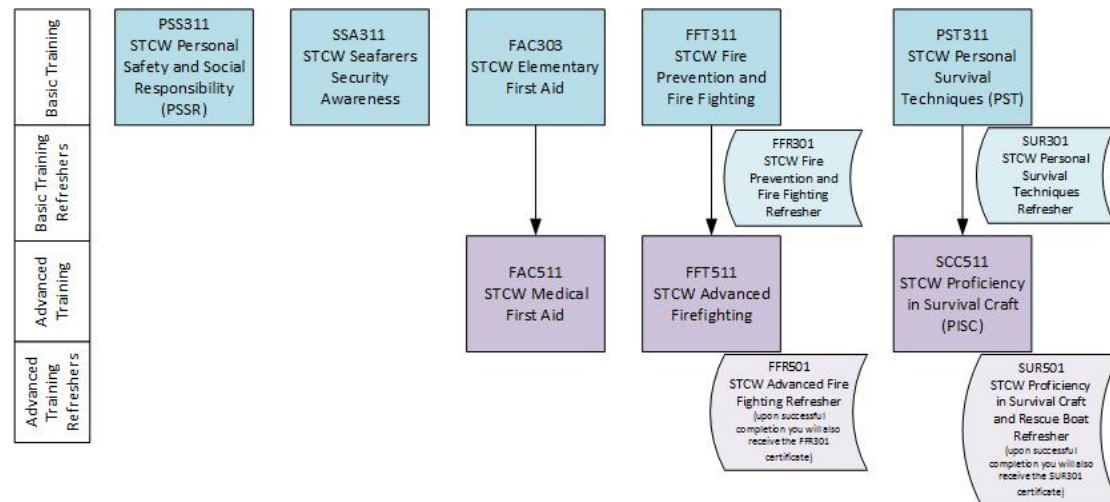 Basic Training
PSS311
STCW Personal
Safety and Social
Responsibility
(PSSR)
SSA311
STCW Seafarers
Security
Awareness
FAC303
STCW Elementary
First Aid
FFT311
STCW Fire
Prevention and
Fire Fighting
PST311
STCW Personal
Survival
Techniques (PST)
Basic Training
Refreshers
FFR301
STCW Fire
Prevention and
Fire Fighting
Refresher
SUR301
STCW Personal
Survival
Techniques
Refresher
Advanced
Training
FAC511
STCW Medical
First Aid
FFT511
STCW Advanced
Firefighting
SCC511
STCW Proficiency
in Survival Craft
(PISC)
Advanced
Training
Refreshers
FFR501
STCW Advanced Fire
Fighting Refresher
(upon successful
completion you will also
receive the FFR301
certificate)
SUR501
STCW Proficiency
in Survival Craft
and Rescue Boat
Refresher
(upon successful
completion you will also
receive the SUR301
certificate)